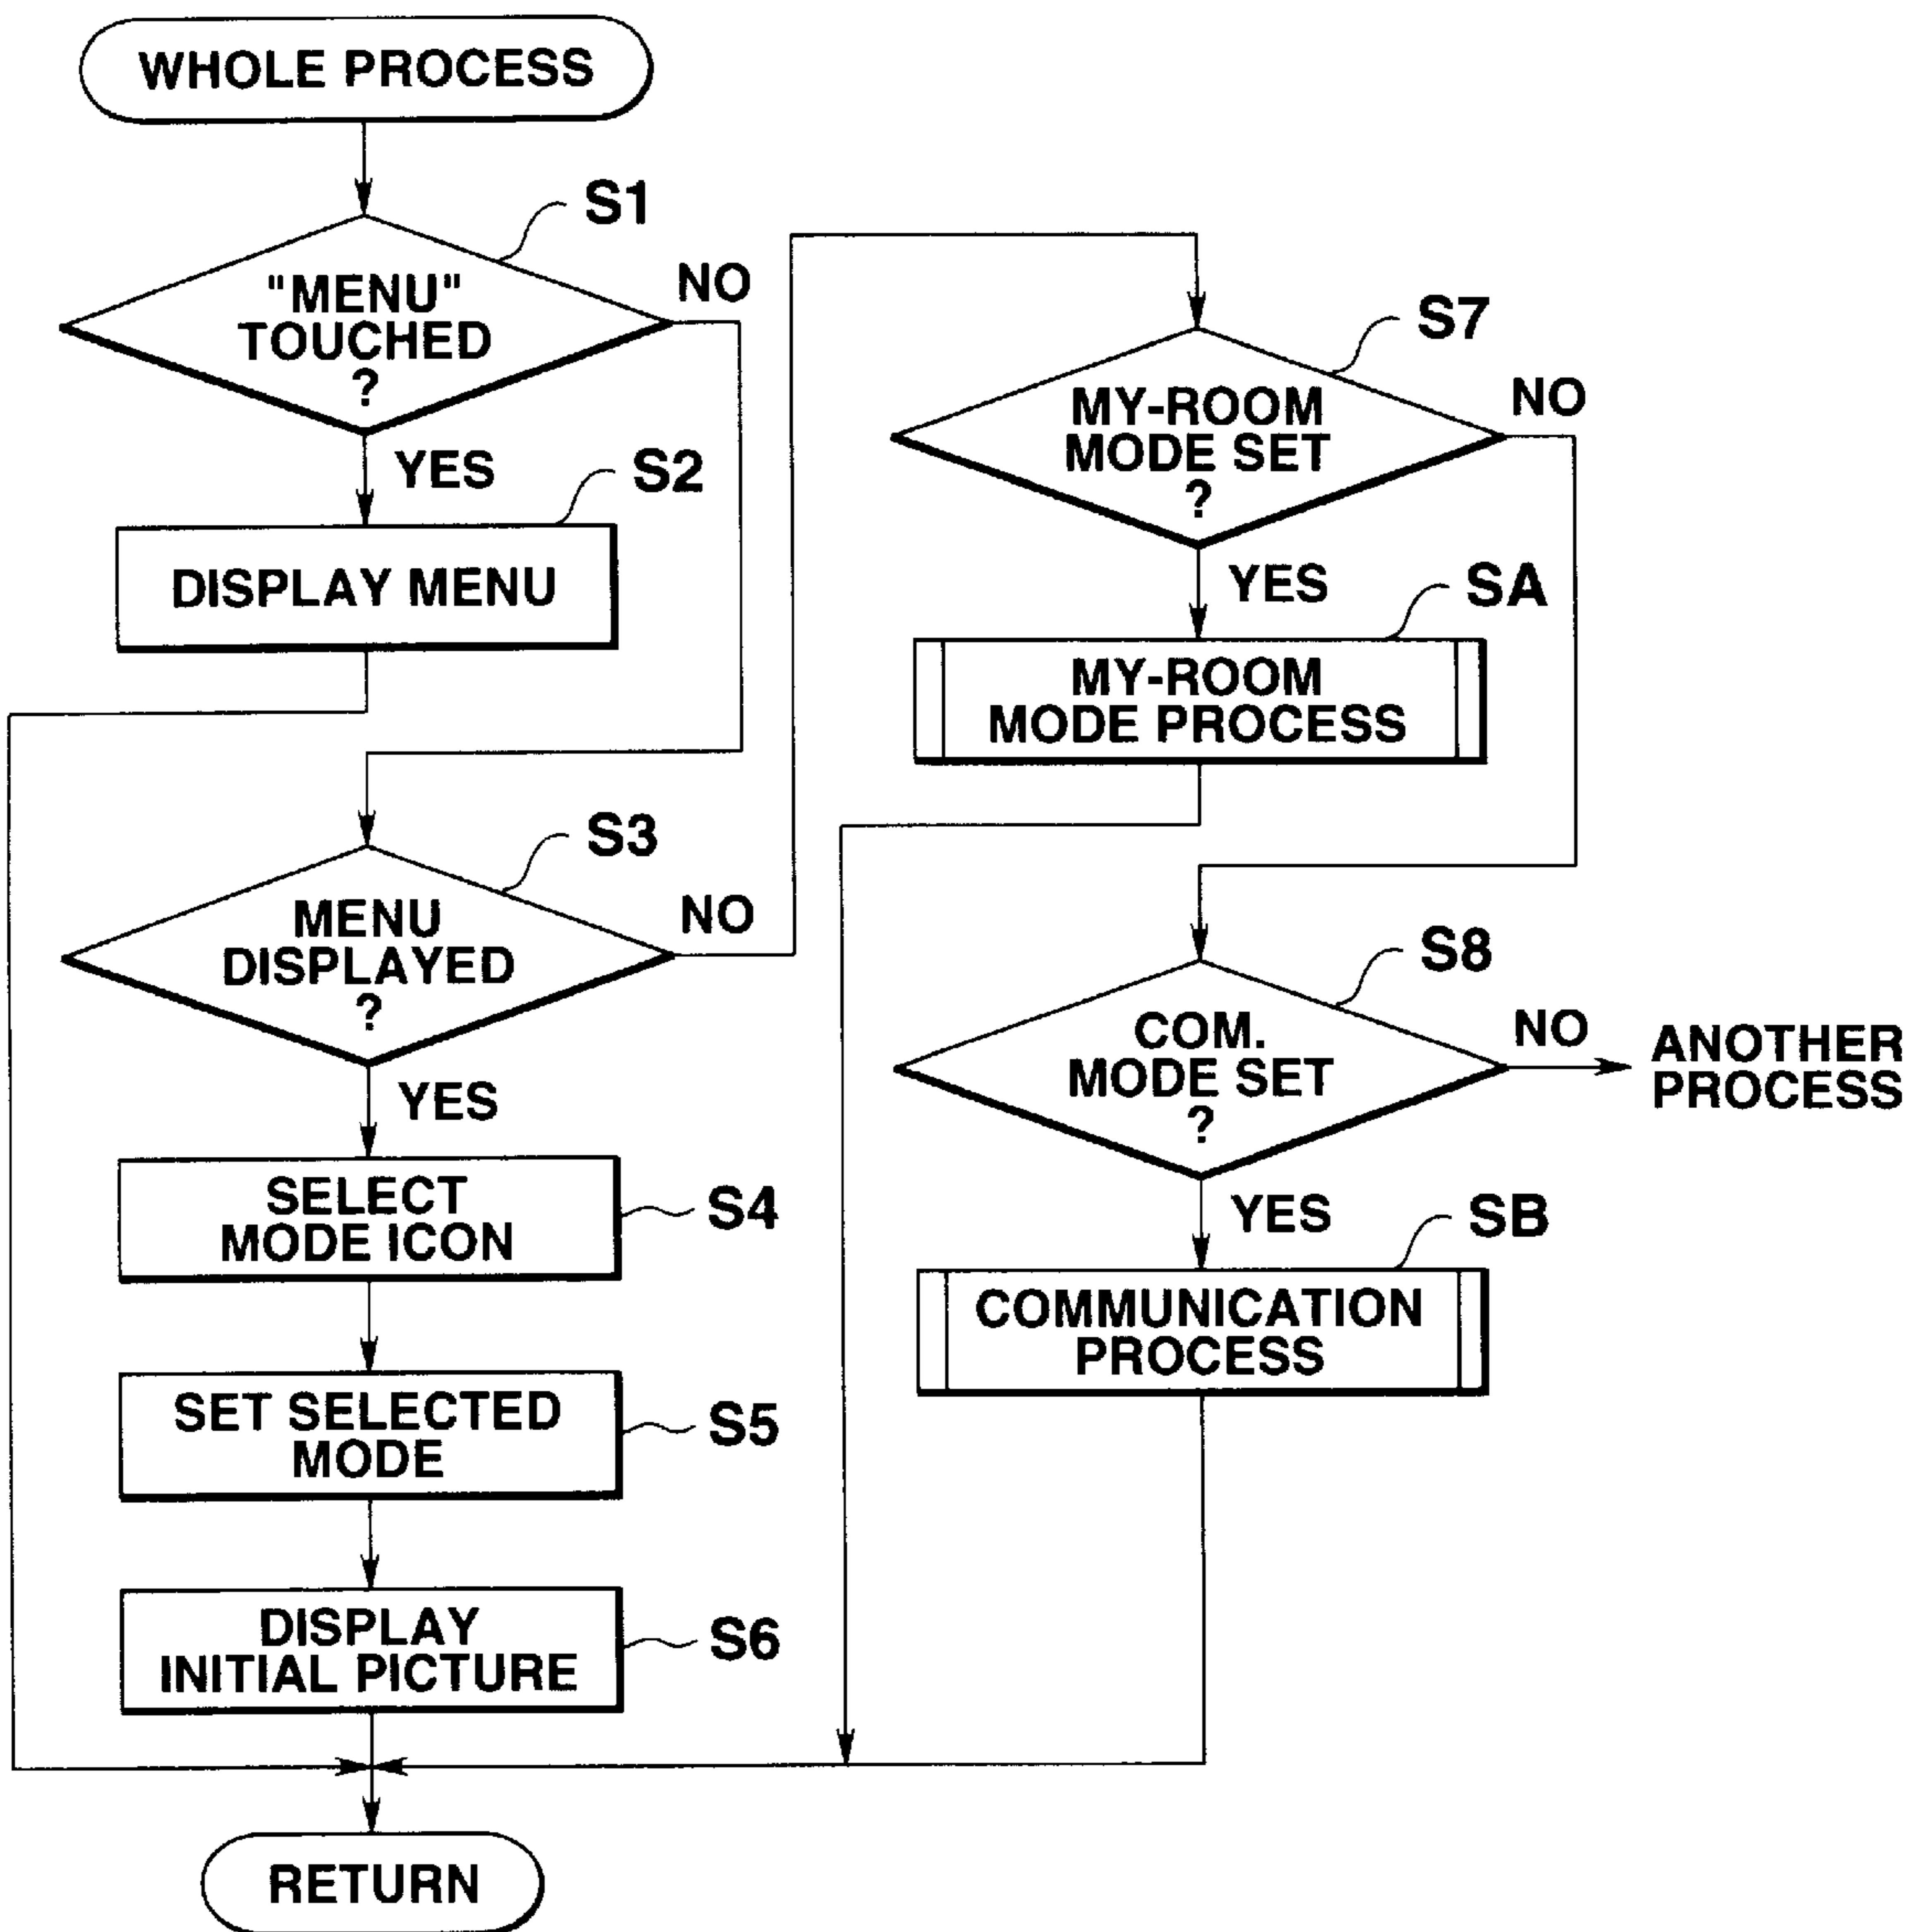 WHOLE PROCESS
S1
"MENU"
TOUCHED
?
NO
YES
S2
DISPLAY MENU
S3
MENU
DISPLAYED
?
NO
YES
SELECT
MODE ICON
S4
SET SELECTED
MODE
S5
DISPLAY
INITIAL PICTURE
S6
RETURN
S7
MY-ROOM
MODE SET
?
NO
YES
SA
MY-ROOM
MODE PROCESS
S8
COM.
MODE SET
?
NO
ANOTHER
PROCESS
YES
SB
COMMUNICATION
PROCESS